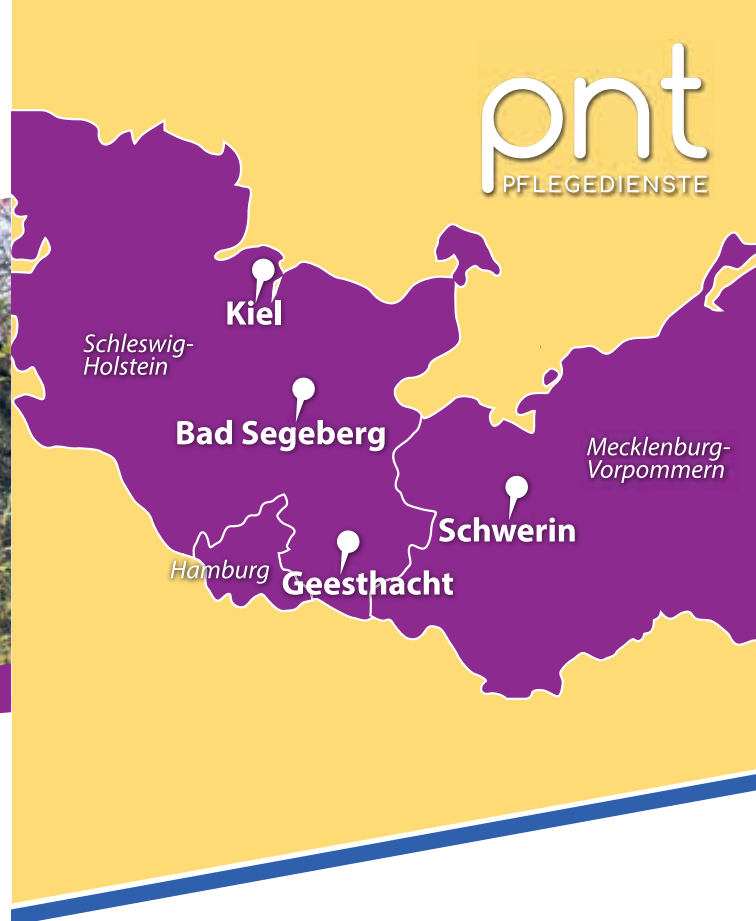 pnt
PFLEGEDIENSTE
Kiel
Schleswig-
Holstein
Bad Segeberg
Mecklenburg-
Vorpommern
Schwerin
Hamburg
Geesthacht